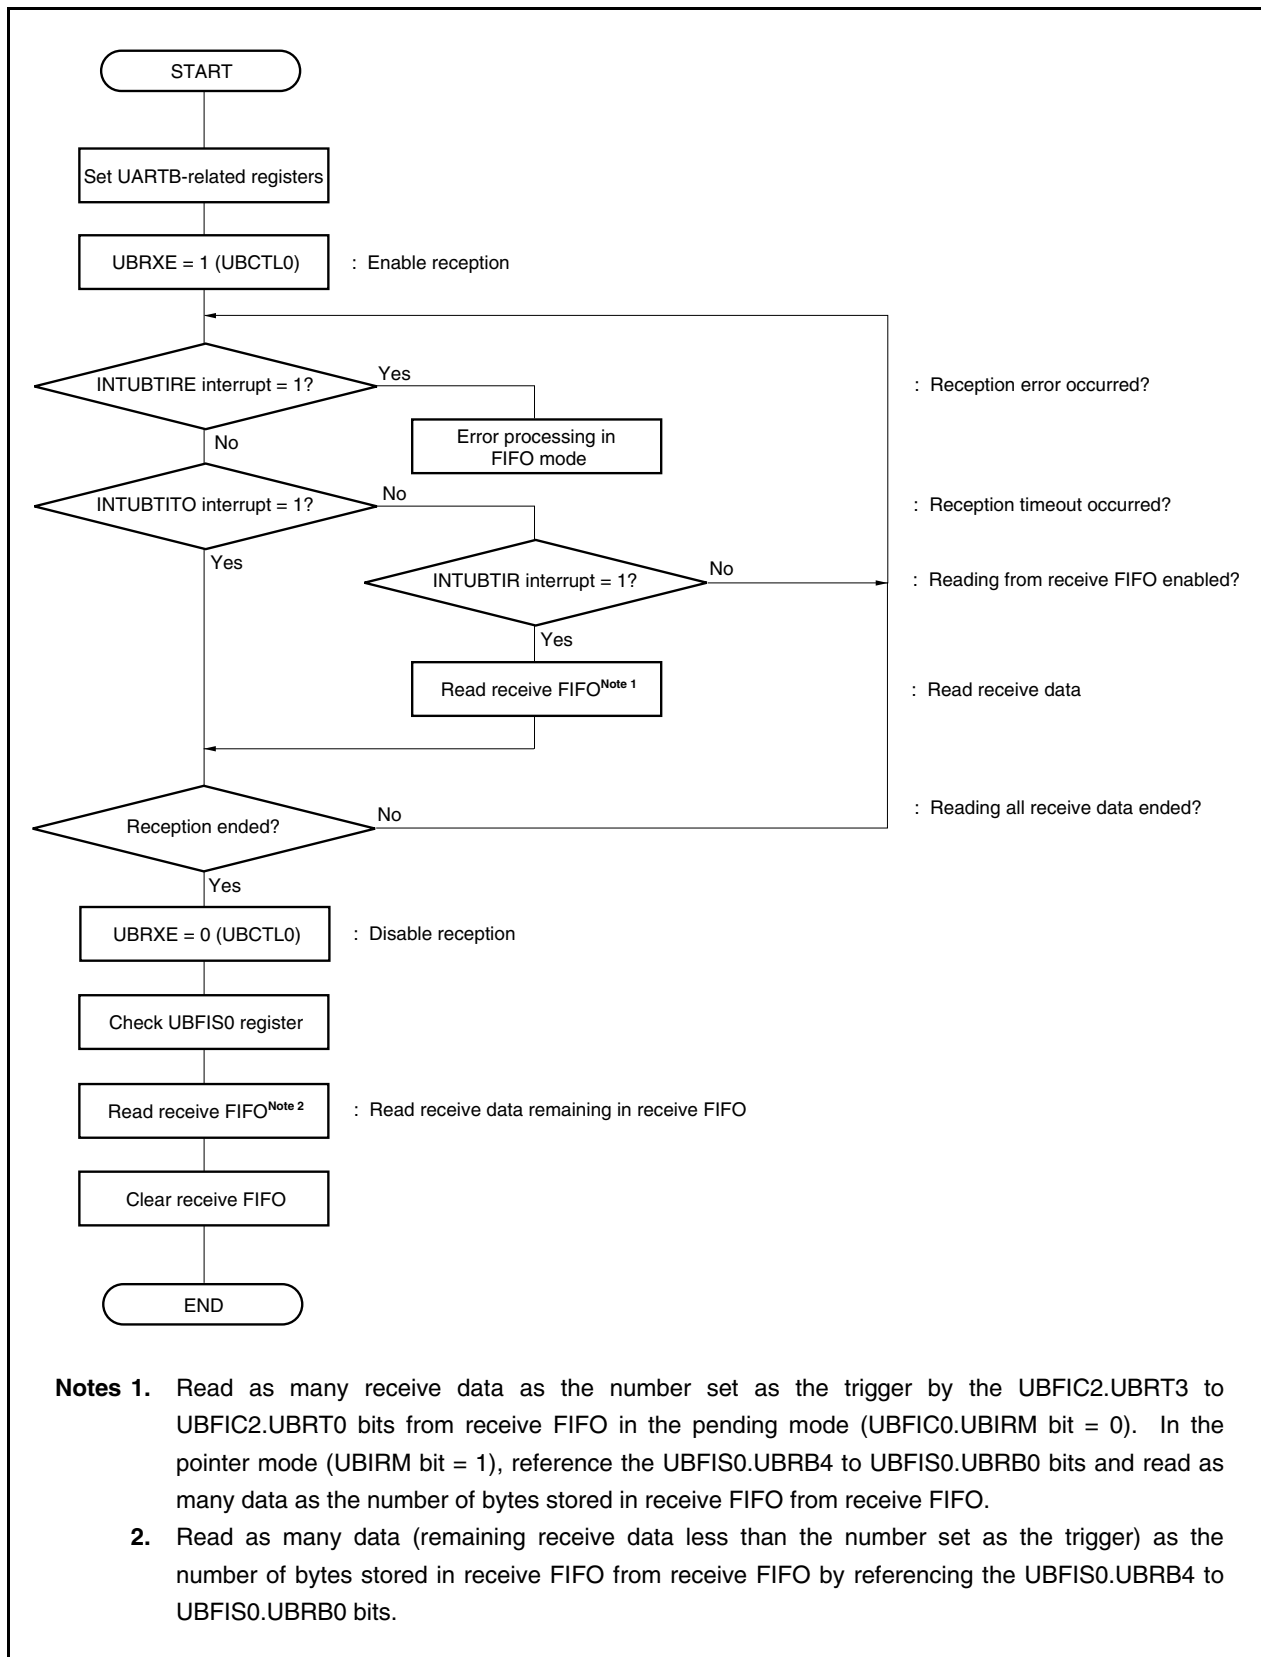 START
Set UARTB-related registers
UBRXE = 1 (UBCTL0)
: Enable reception
INTUBTIRE interrupt = 1?
Yes
: Reception error occurred?
No
Error processing in
FIFO mode
INTUBTITO interrupt = 1?
No
: Reception timeout occurred?
Yes
INTUBTIR interrupt = 1?
No
: Reading from receive FIFO enabled?
Yes
Read receive FIFONote 1
: Read receive data
Reception ended?
No
: Reading all receive data ended?
Yes
UBRXE = 0 (UBCTL0)
: Disable reception
Check UBFIS0 register
Read receive FIFONote 2
: Read receive data remaining in receive FIFO
Clear receive FIFO
END
Notes 1. Read as many receive data as the number set as the trigger by the UBFIC2.UBRT3 to
UBFIC2.UBRT0 bits from receive FIFO in the pending mode (UBFIC0.UBIRM bit = 0). In the
pointer mode (UBIRM bit = 1), reference the UBFIS0.UBRB4 to UBFIS0.UBRB0 bits and read as
many data as the number of bytes stored in receive FIFO from receive FIFO.
2. Read as many data (remaining receive data less than the number set as the trigger) as the
number of bytes stored in receive FIFO from receive FIFO by referencing the UBFIS0.UBRB4 to
UBFIS0.UBRB0 bits.